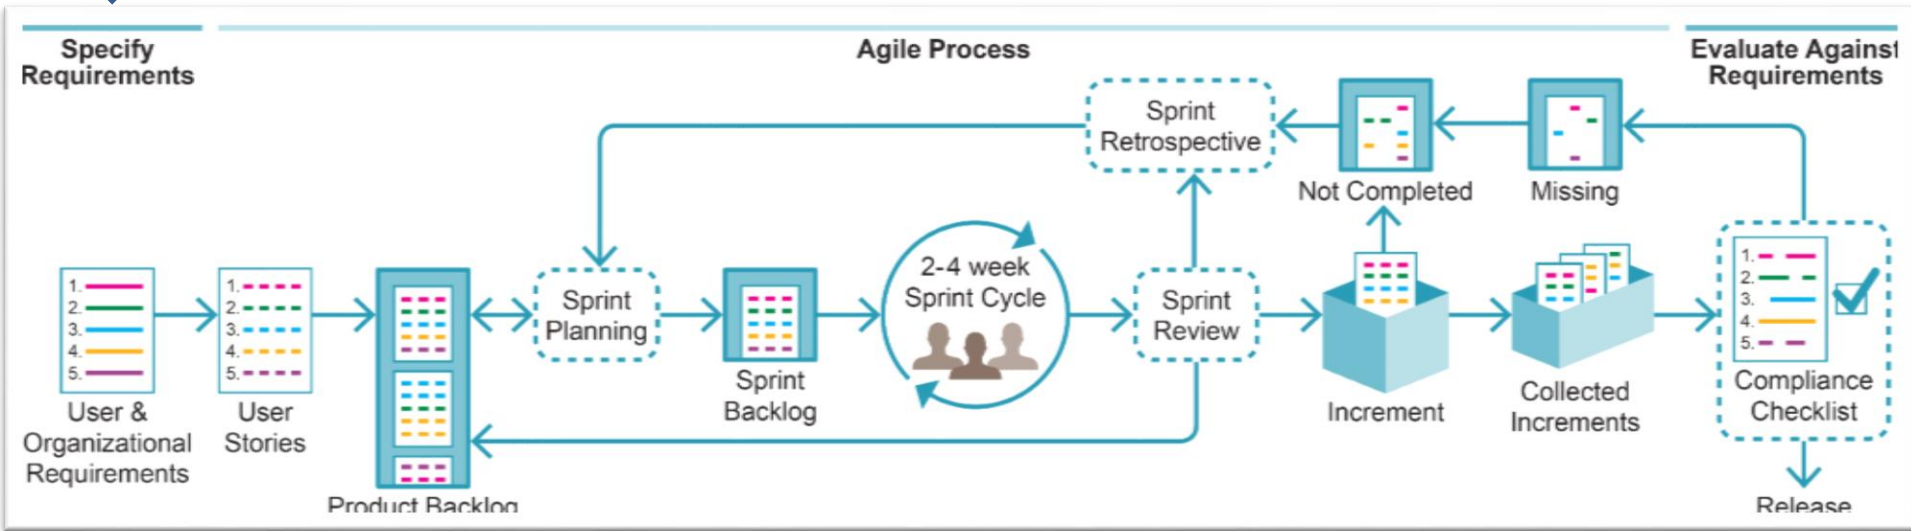 Specify
Requirements
Agile Process
Evaluate Against
Requirements
Sprint
Retrospective
Not Completed
Missing
1.
2.
3.
4.
5.
User &
Organizational
Requirements
1.
2.
3.
4.
5.
User
Stories
Product Backlog
Sprint
Planning
Sprint
Backlog
2-4 week
Sprint Cycle
Sprint
Review
Increment
Collected
Increments
1.
2.
3.
4.
5.
Compliance
Checklist
Release